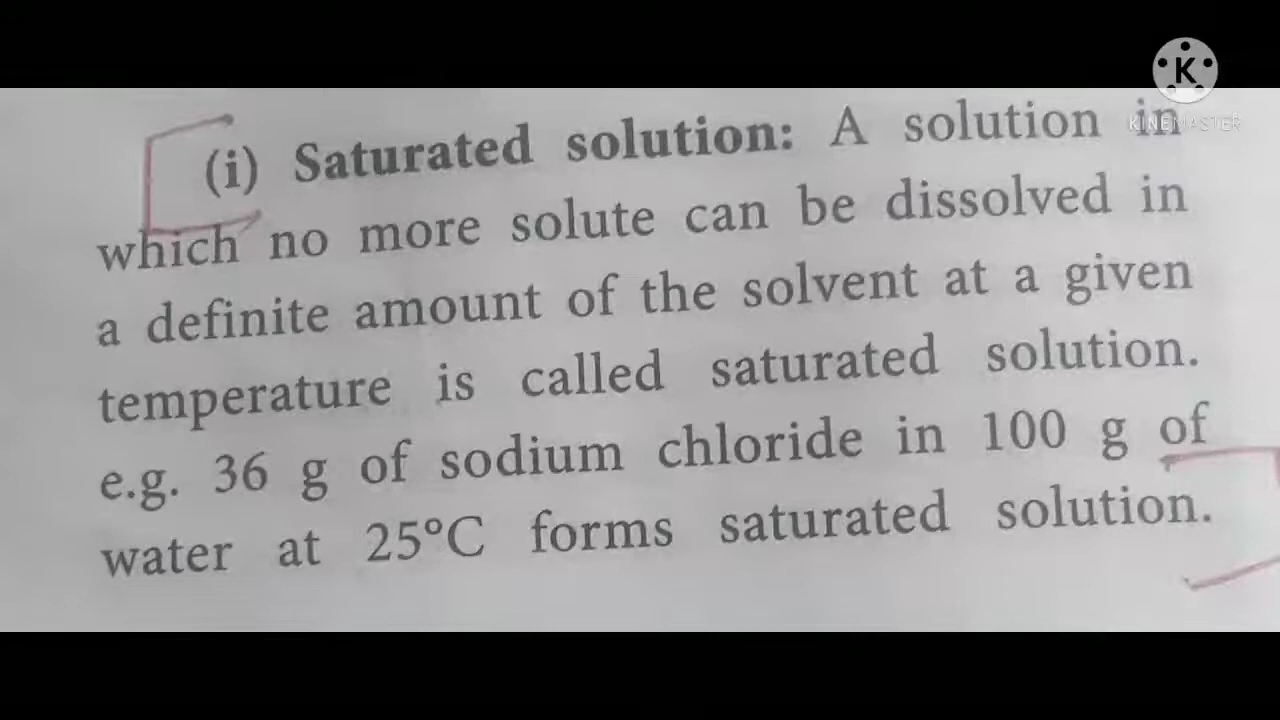 K
KINEMASTER
(i) Saturated solution: A solution in
which no more solute can be dissolved in
a definite amount of the solvent at a given
temperature is called saturated solution.
e.g. 36 g of sodium chloride in 100 g of
water at 25°C forms saturated solution.